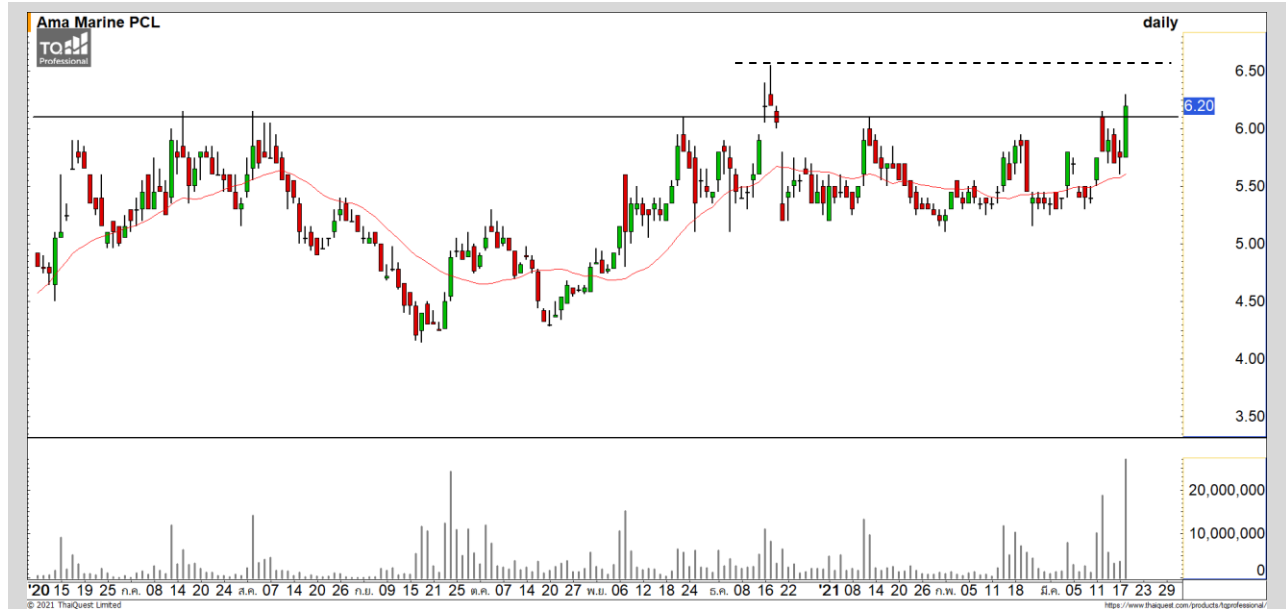 Ama Marine PCL
daily
TQ
Professional
6.50
6.20
6.00
5.50
5.00
4.50
4.00
3.50
20,000,000
10,000,000
0
'20 15 19 25 ก.ค. 08 14 20 24 ส.ค. 07 14 20 26 ก.ย. 09 15 21 25 ต.ค. 07 14 20 27 พ.ย. 06 12 18 24 ธ.ค. 08 16 22 '21 08 14 20 26 ก.พ. 05 11 17 23 มี.ค. 05 11 17 23 29
© 2021 ThaiQuest Limited
https://www.thaiquest.com/products/tqprofessional/